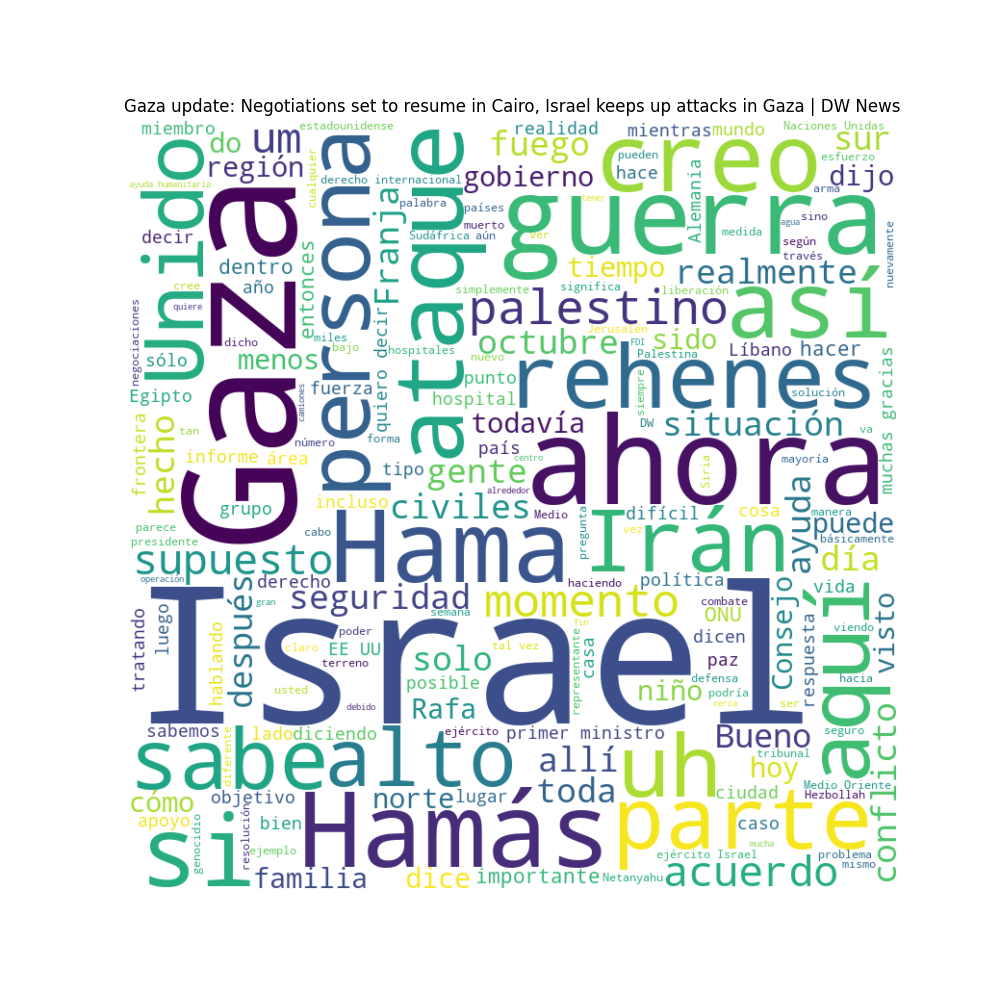 Gaza update: Negotiations set to resume in Cairo, Israel keeps up attacks in Gaza | DW News
miembro
do
um
estadounidense
realidad
mientras
mundo
Naciones Unidas
Unido
región
cualquier
persona
ataque
fuego
creo
sur
pueden
hace
esfuerzo
ayuda humanitaria
Gaza
derecho internacional
gobierno
dijo
arma
palabra
países
tener
Alemania
guerra
agua
sino
decir
Franja
Sudáfrica
aún
muerto
ver
medida
según
través
nuevamente
dentro
año
entonces
tiempo
realmente
cree
quiere
simplemente
significa
liberación
negociaciones
miles
quiero decir
palestino
así
dicho
bajo
hospitales
octubre
Jerusalén
sido
FDI
Palestina
Líbano
hacer
sólo
menos
nuevo
rehenes
Egipto
fuerza
punto
siempre
solución
muchas gracias
camiones
forma
hospital
DW
va
frontera
hecho
tan
número
todavía
situación
país
ahora
informe
área
tipo
gente
centro
Siria
mayoría
alrededor
grupo
incluso
civiles
Medio
difícil
cosa
manera
parece
presidente
cabo
Hama
pregunta
vez
Irán
ayuda
puede
básicamente
supuesto
día
operación
después
derecho
haciendo
política
vida
Israel
gran
seguridad
momento
combate
Consejo
aquí
visto
tratando
luego
semana
fin
ONU
viendo
hablando
poder
dicen
respuesta
claro
EE UU
tal vez
representante
casa
terreno
solo
paz
defensa
hacia
usted
posible
niño
podría
debido
Rafa
cerca
ser
sabemos
lado
diciendo
ejército
primer ministro
Bueno
tribunal
seguro
conflicto
sabe
alto
diferente
allí
uh
hoy
Medio Oriente
Hezbollah
cómo
objetivo
norte
lugar
toda
ciudad
apoyo
si
genocidio
resolución
bien
Hamás
parte
caso
ejemplo
mucha
ejército Israel
problema
mismo
familia
dice
importante
Netanyahu
acuerdo